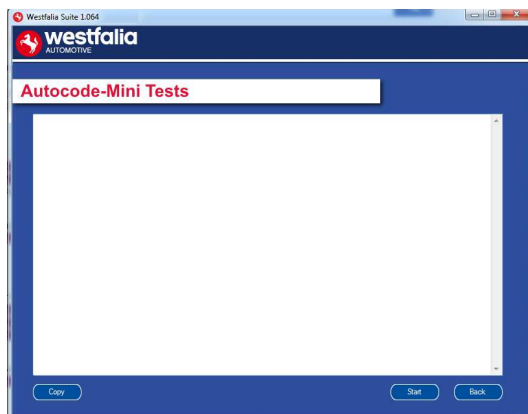 Westfalia Suite 1.064
westfalia
AUTOMOTIVE
Autocode-Mini Tests
Copy
Start
Back